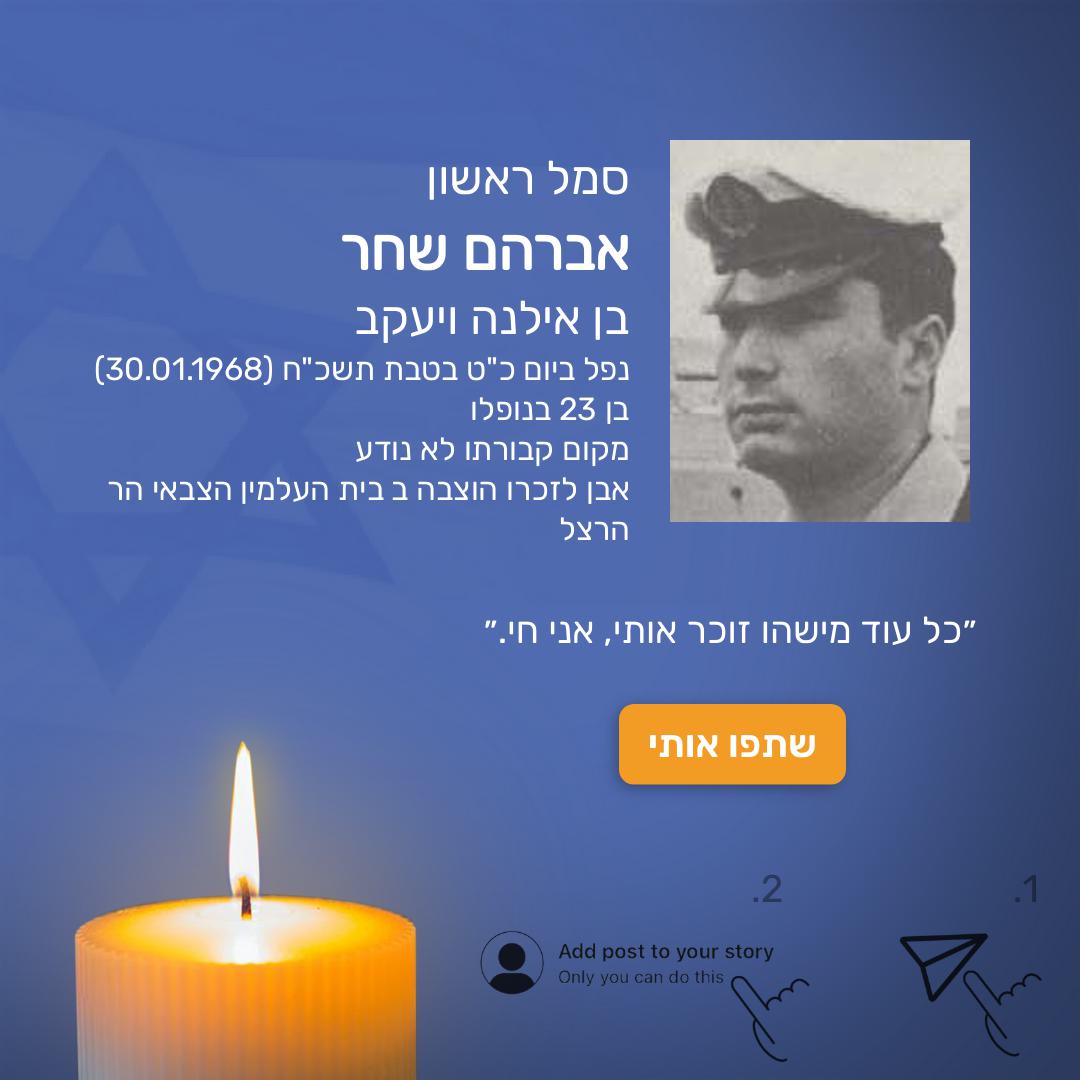 סמל ראשון
אברהם שחר
בן אילנה ויעקב
נפל ביום כ"ט בטבת תשכ"ח (30.01.1968)
בן 23 בנופלו
מקום קבורתו לא נודע
אבן לזכרו הוצבה ב בית העלמין הצבאי הר
הרצל
״כל עוד מישהו זוכר אותי, אני חי.״
שתפו אותי
.1
.2
Add post to your story
Only you can do this